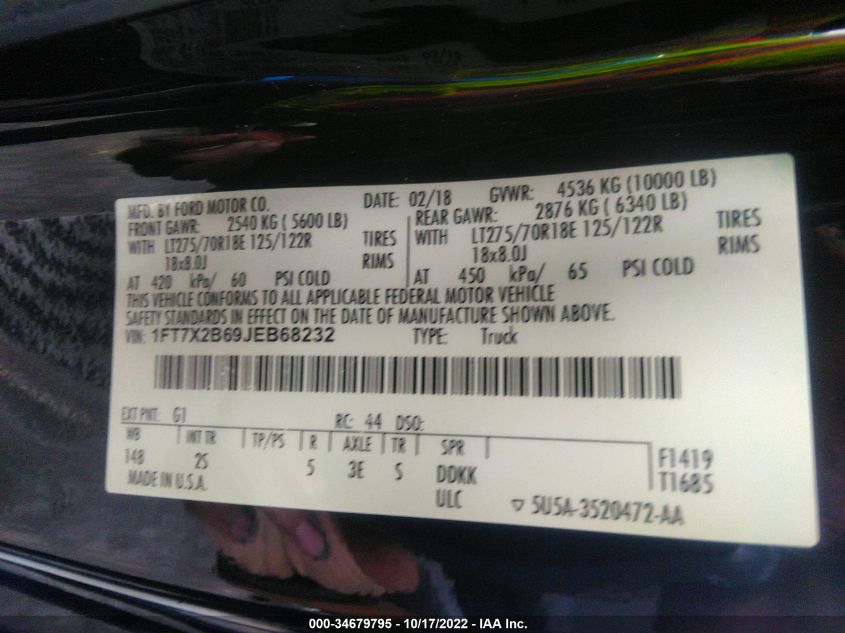 MFD. BY FORD MOTOR CO. DATE: 02/18 GVWR: 4536 KG (10000 LB)
FRONT GAWR: 2540 KG ( 5600 LB) REAR GAWR: 2876 KG ( 6340 LB)
WITH LT275/70R18E 125/122R TIRES WITH LT275/70R18E 125/122R TIRES
18x8.0J RIMS 18x8.0J RIMS
AT 420 kPa/ 60 PSI COLD AT 450 kPa/ 65 PSI COLD
THIS VEHICLE CONFORMS TO ALL APPLICABLE FEDERAL MOTOR VEHICLE
SAFETY STANDARDS IN EFFECT ON THE DATE OF MANUFACTURE SHOWN ABOVE.
VIN: 1FT7X2B69JEB68232 TYPE: Truck
EXT PNT: G1 RC: 44 DSO:
WB INT TR TP/PS R AXLE TR SPR F1419
148 2S 5 3E S DDKK T1685
MADE IN U.S.A. ULC ▽ 5U5A-3520472-AA
000-34679795 - 10/17/2022 - IAA Inc.